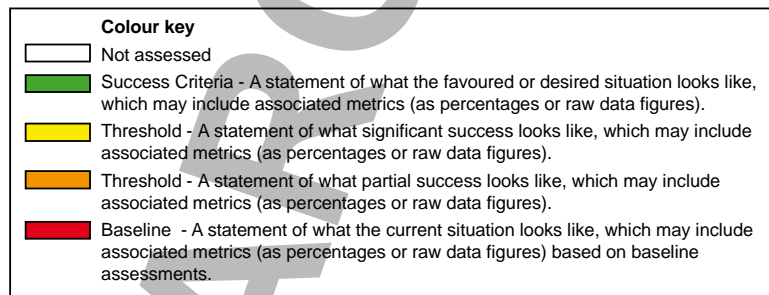 Colour key
Not assessed
Success Criteria - A statement of what the favoured or desired situation looks like,
which may include associated metrics (as percentages or raw data figures).
Threshold - A statement of what significant success looks like, which may include
associated metrics (as percentages or raw data figures).
Threshold - A statement of what partial success looks like, which may include
associated metrics (as percentages or raw data figures).
Baseline - A statement of what the current situation looks like, which may include
associated metrics (as percentages or raw data figures) based on baseline
assessments.